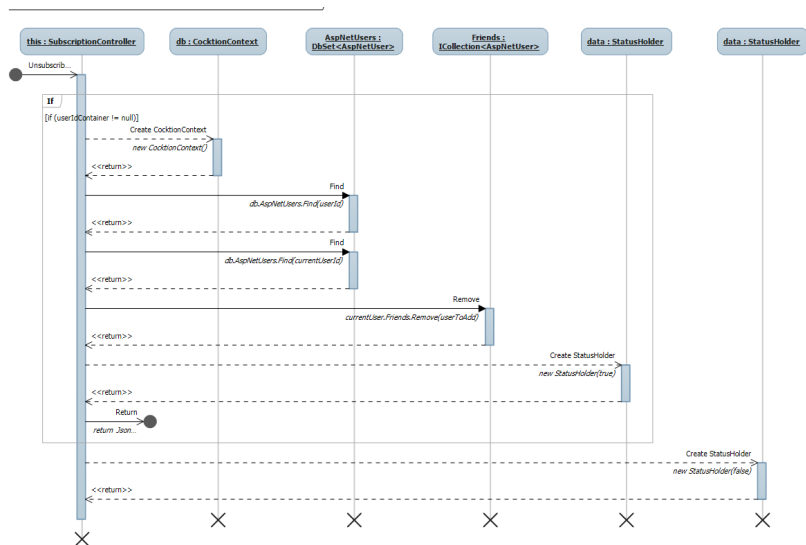 this : SubscriptionController
db : CocktionContext
AspNetUsers :
DbSet<AspNetUser>
Friends :
ICollection<AspNetUser>
data : StatusHolder
data : StatusHolder
Unsubscrib...
If
[if (userIdContainer != null)]
Create CocktionContext
new CocktionContext()
<<return>>
Find
db.AspNetUsers.Find(userId)
<<return>>
Find
db.AspNetUsers.Find(currentUserId)
<<return>>
Remove
currentUser.Friends.Remove(userToAdd)
<<return>>
Create StatusHolder
new StatusHolder(true)
<<return>>
Return
return Json...
Create StatusHolder
new StatusHolder(false)
<<return>>